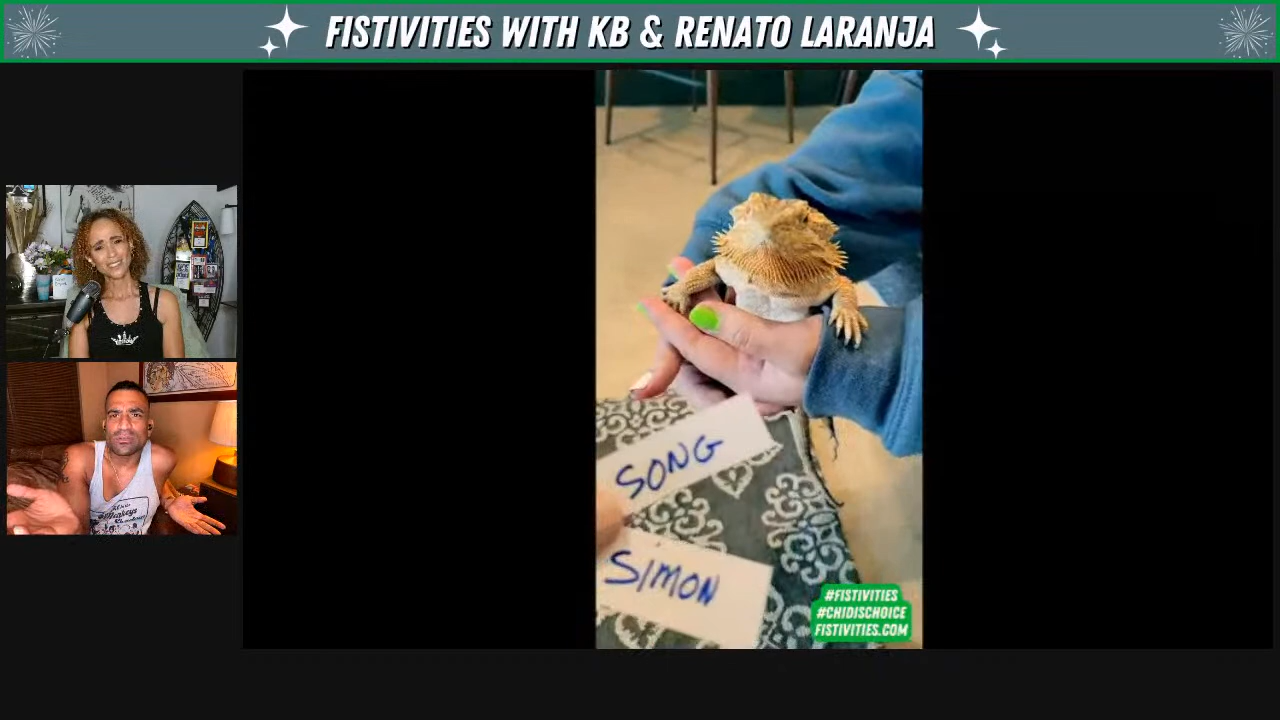 FISTIVITIES WITH KB & RENATO LARANJA
SONG
SIMON
#FISTIVITIES
#CHIDISCHOICE
FISTIVITIES.COM